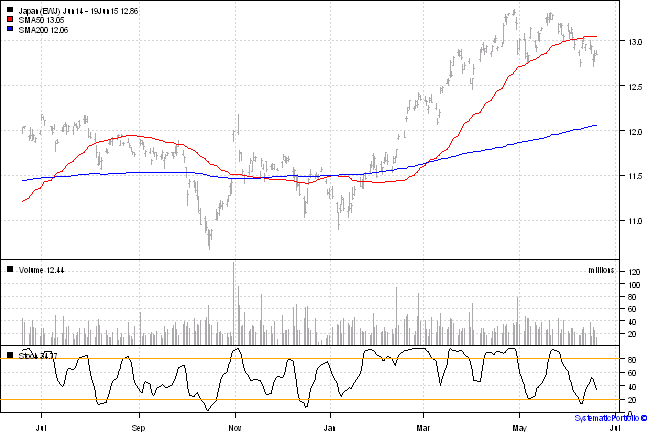 Japan (EWJ) Jun14 - 19Jun15 12.86
SMA50 13.05
SMA200 12.06
13.0
12.5
12.0
11.5
11.0
Volume 12.44
millions
120
100
80
60
40
20
80
60
40
20
0
Jul
Sep
Nov
Jan
Mar
May
Jul
SystematicPortfolio ©